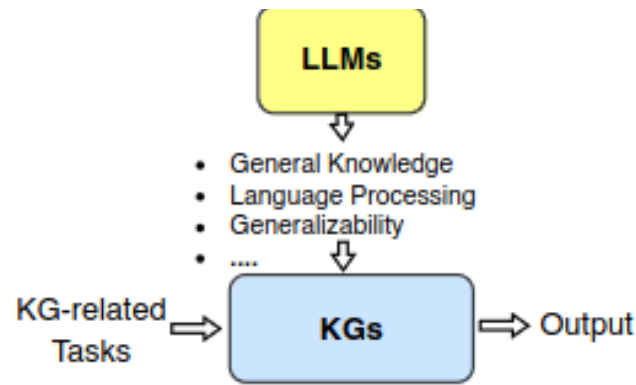 LLMs
• General Knowledge
• Language Processing
• Generalizability
• ....
KG-related
Tasks
KGs
Output